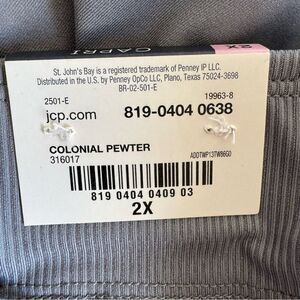 CAPRI
2X
St. John's Bay is a registered trademark of Penney IP LLC.
Distributed in the U.S. by Penney OpCo LLC, Plano, Texas 75024-3698
BR-02-501-E
2501-E 19963-8
jcp.com 819-0404 0638
COLONIAL PEWTER
316017 ADDTWP13TW86G0
819 0404 0409 03
2X